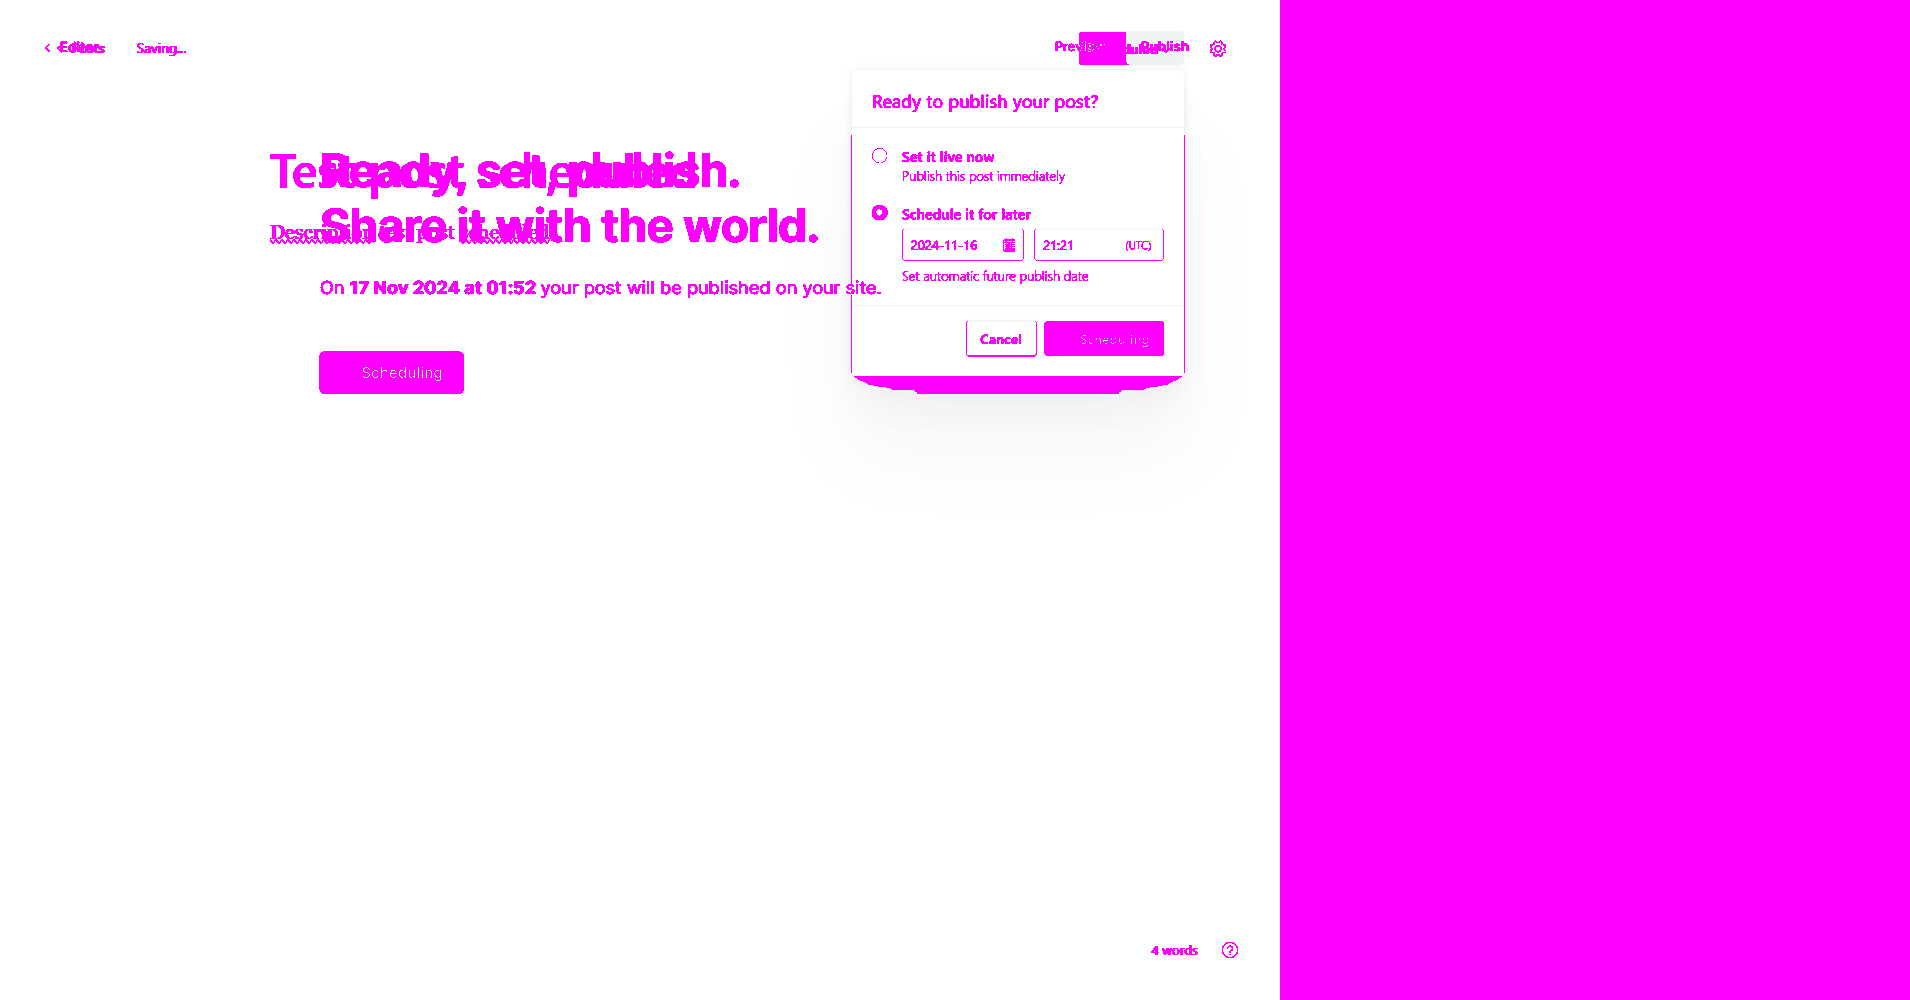 Saving...
Publish
Ready to publish your post?
Ready, set, publish.
Share it with the world.
Set it live now
Publish this post immediately
Schedule it for later
2024-11-16
21:21
(UTC)
Set automatic future publish date
On 17 Nov 2024 at 01:52 your post will be published on your site.
Cancel
Scheduling
Scheduling
4 words